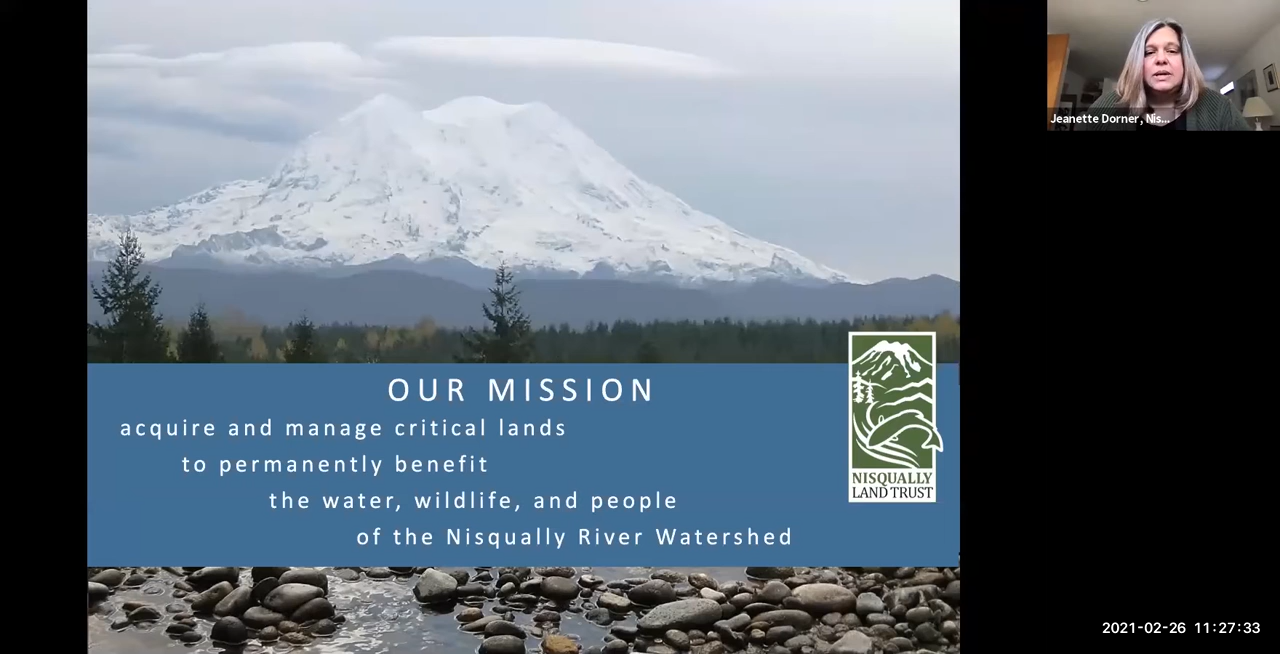 Jeanette Dorner, Nis...
OUR MISSION
acquire and manage critical lands
to permanently benefit
the water, wildlife, and people
of the Nisqually River Watershed
NISQUALLY
LAND TRUST
2021-02-26 11:27:33